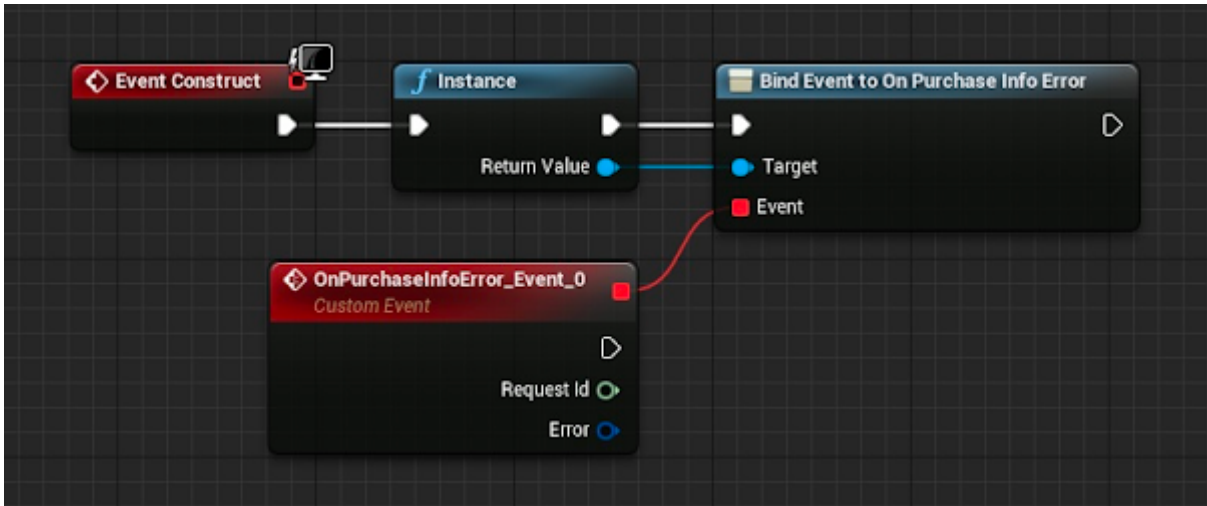 Event Construct
f Instance
Bind Event to On Purchase Info Error
Return Value
Target
Event
OnPurchaseInfoError_Event_0
Custom Event
Request Id
Error